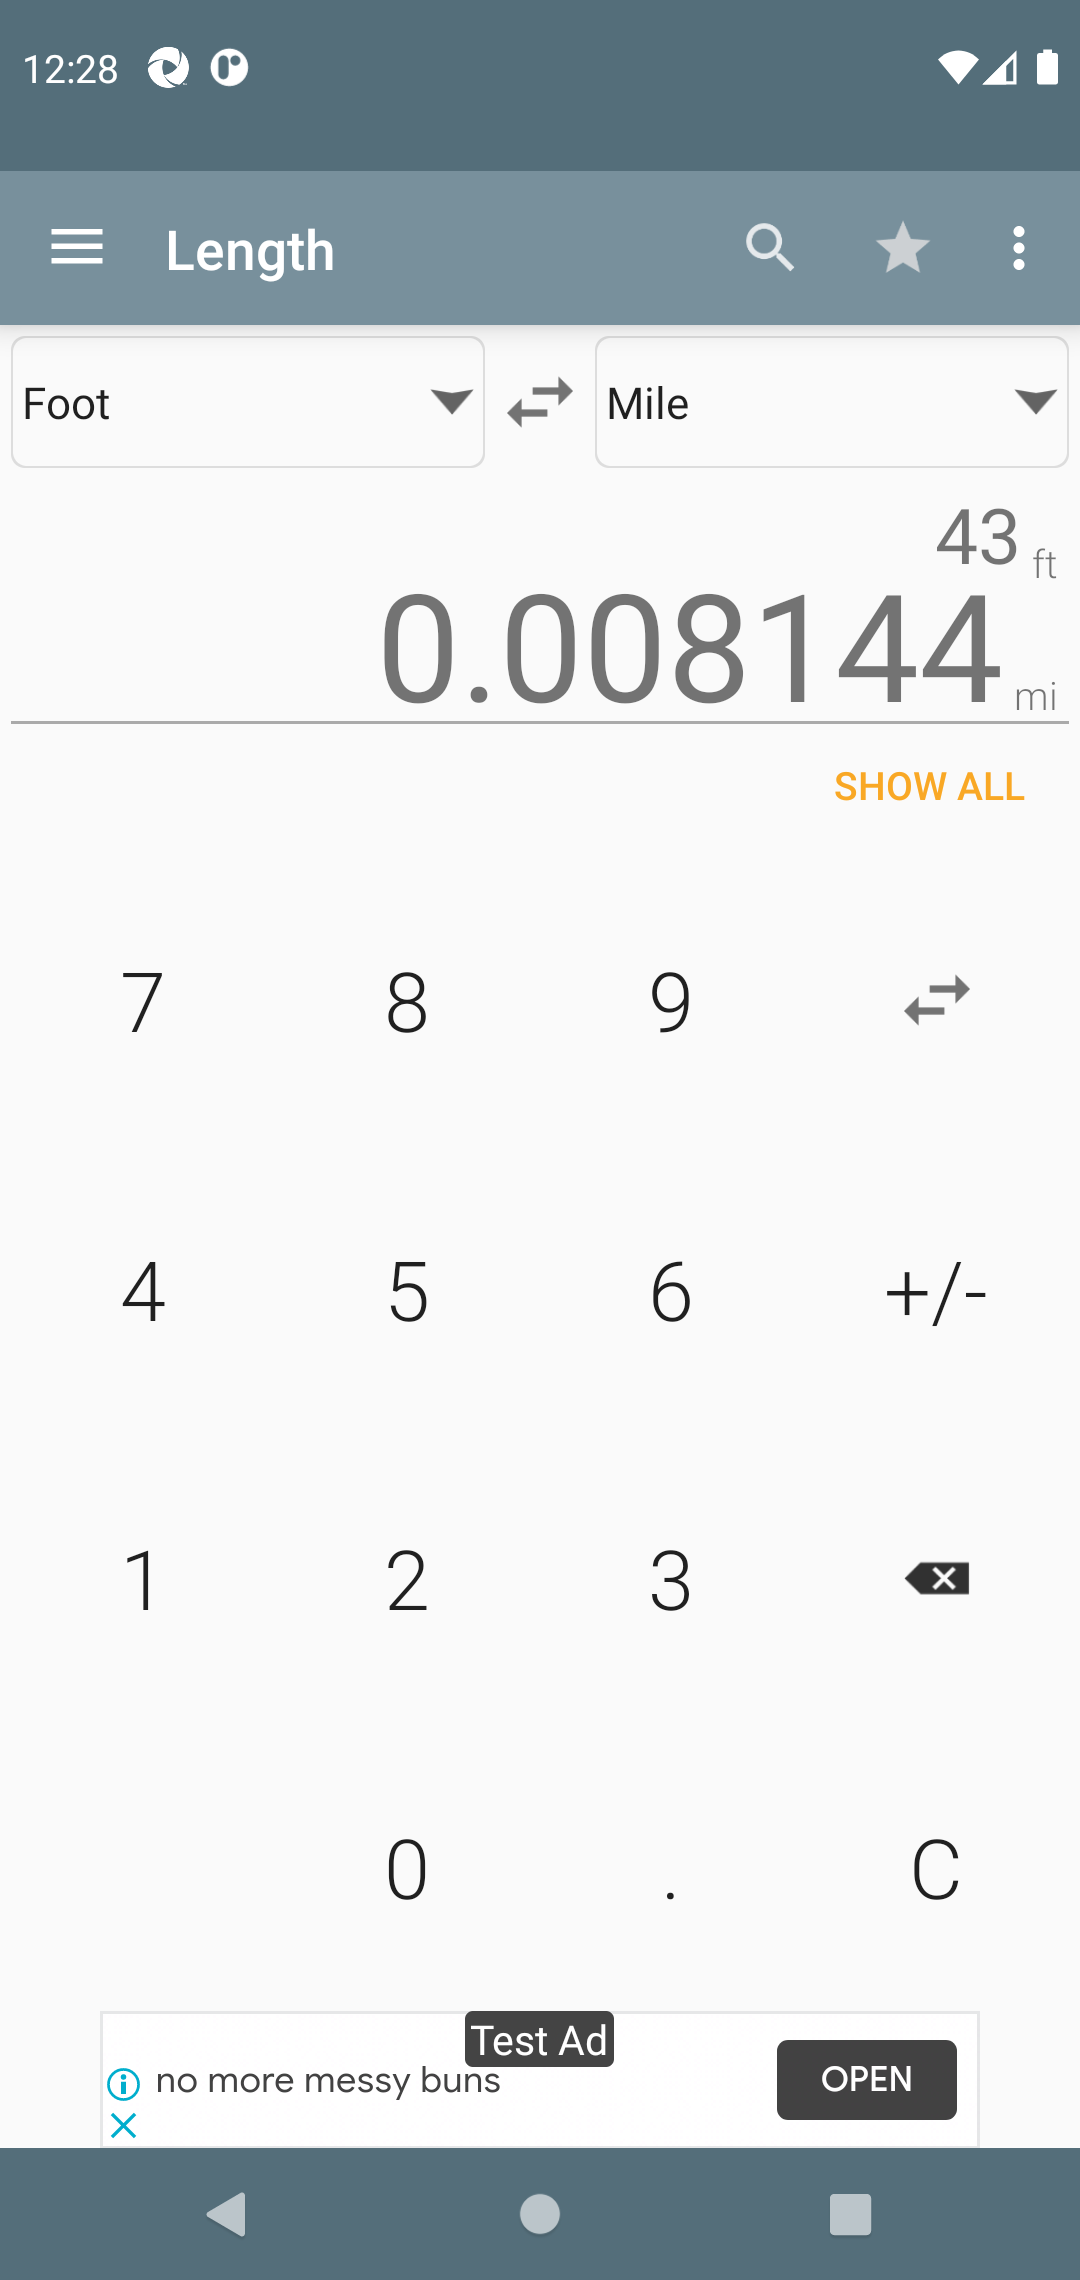 12:28
Length
Foot
Mile
43 ft
0.008144 mi
SHOW ALL
7 8 9
4 5 6 +/-
1 2 3
0 . C
Test Ad
no more messy buns
OPEN